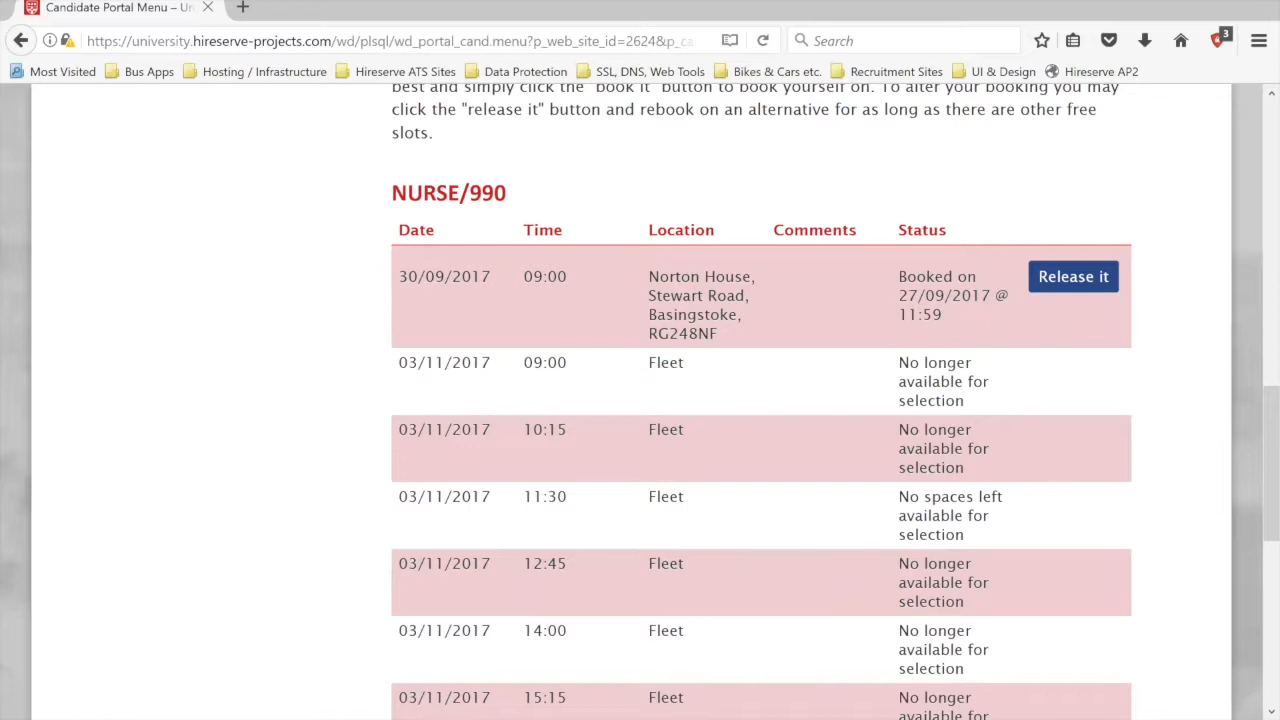 Candidate Portal Menu – Un
https://university.hireserve-projects.com/wd/plsql/wd_portal_cand.menu?p_web_site_id=2624&p_ca
Search
3
Most Visited Bus Apps Hosting / Infrastructure Hireserve ATS Sites Data Protection SSL, DNS, Web Tools Bikes & Cars etc. Recruitment Sites UI & Design Hireserve AP2
best and simply click the "book it" button to book yourself on. To alter your booking you may
click the "release it" button and rebook on an alternative for as long as there are other free
slots.
NURSE/990
Date Time Location Comments Status
30/09/2017 09:00 Norton House, Booked on Release it
Stewart Road, 27/09/2017 @
Basingstoke, 11:59
RG248NF
03/11/2017 09:00 Fleet No longer
available for
selection
03/11/2017 10:15 Fleet No longer
available for
selection
03/11/2017 11:30 Fleet No spaces left
available for
selection
03/11/2017 12:45 Fleet No longer
available for
selection
03/11/2017 14:00 Fleet No longer
available for
selection
03/11/2017 15:15 Fleet No longer
available for